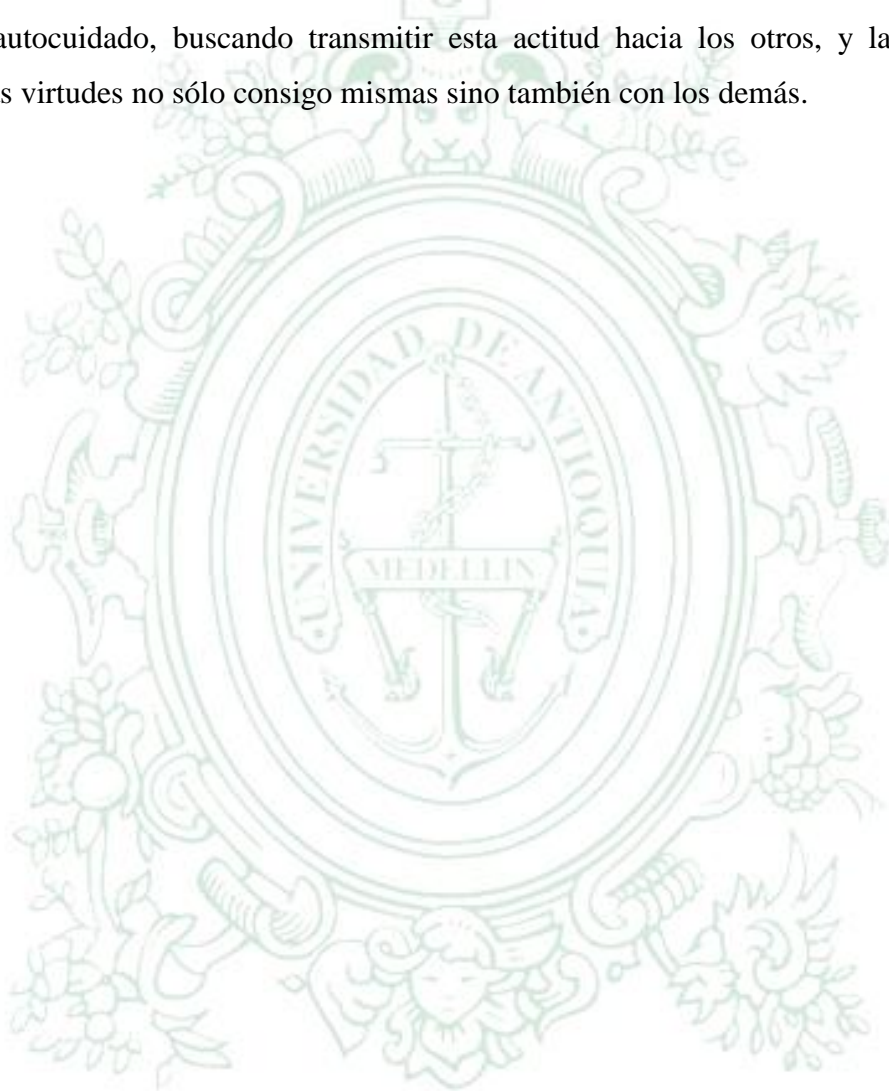 autocuidado, buscando transmitir esta actitud hacia los otros, y la
s virtudes no sólo consigo mismas sino también con los demás.
UNIVERSIDAD DE ANTIOQUIA
MEDELLIN